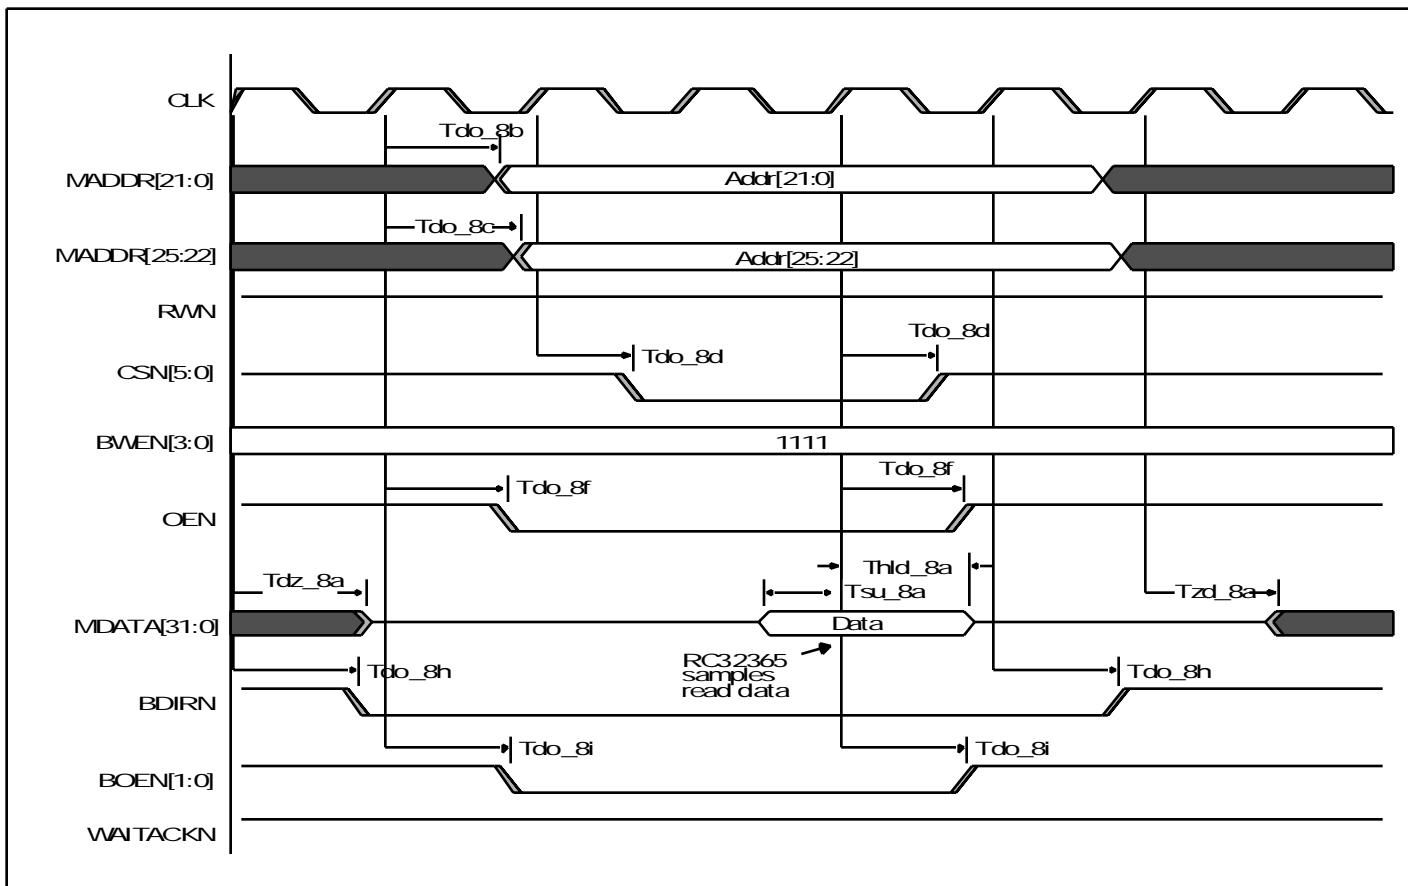 CLK
Tdo_8b
MADDR[21:0]
Addr[21:0]
Tdo_8c
MADDR[25:22]
Addr[25:22]
RWN
Tdo_8d
Tdo_8d
CSN[5:0]
BWEN[3:0]
1111
Tdo_8f
Tdo_8f
OEN
Thld_8a
Tdz_8a
Tsu_8a
Tzd_8a
MDATA[31:0]
Data
RC32365
samples
read data
Tdo_8h
Tdo_8h
BDIRN
Tdo_8i
Tdo_8i
BOEN[1:0]
WAITACKN